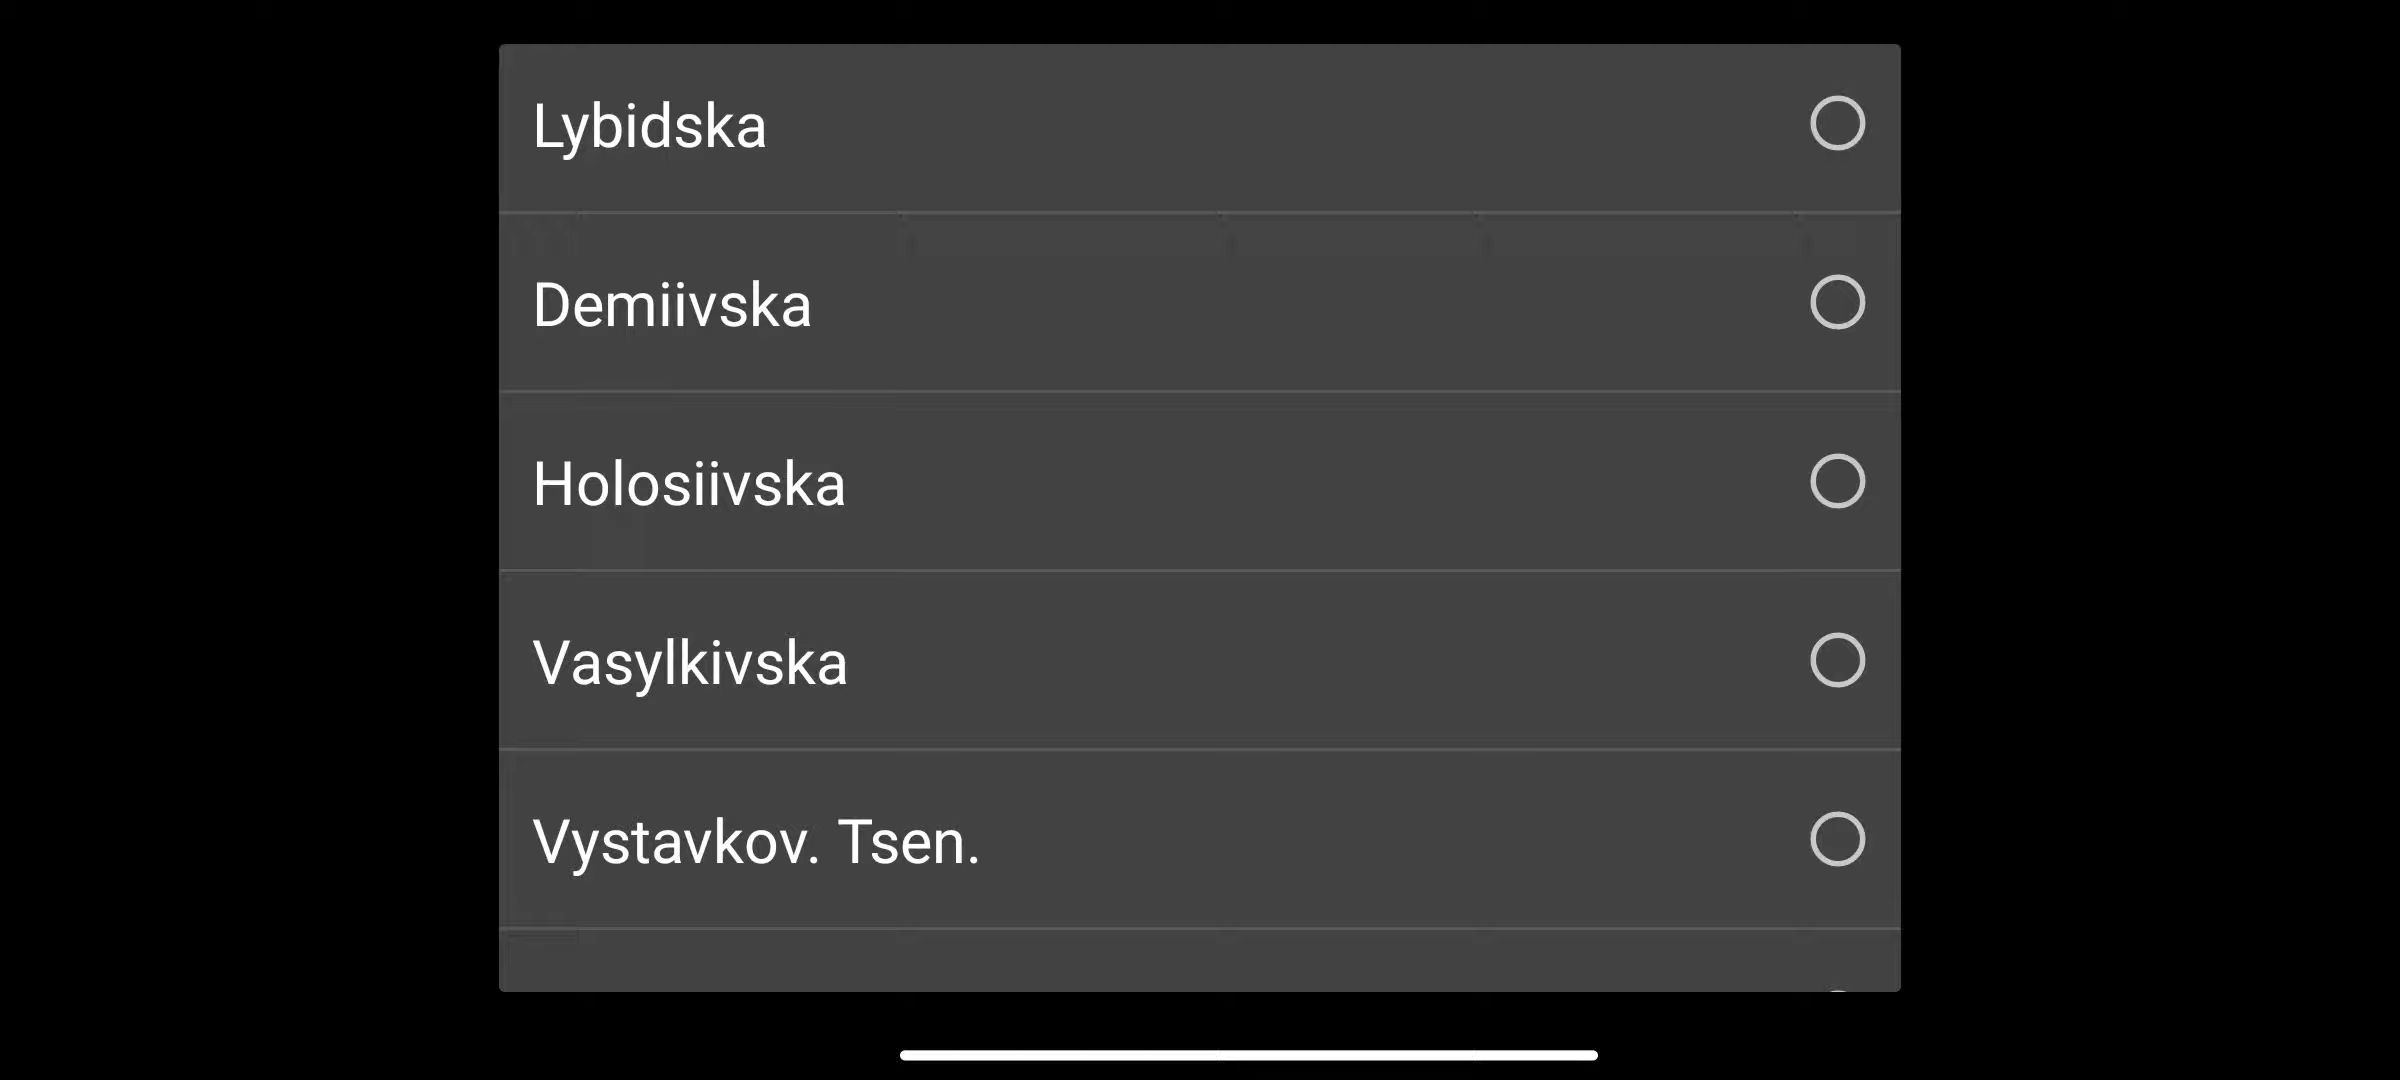 Lybidska
Demiivska
Holosiivska
Vasylkivska
Vystavkov. Tsen.